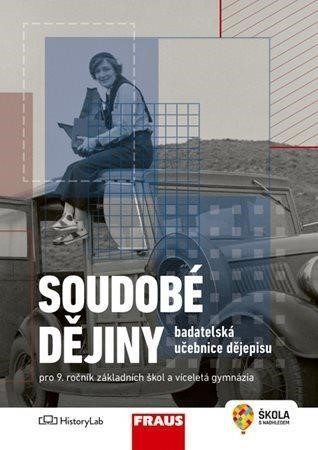 SOUDOBÉ
DĚJINY
badatelská
učebnice dějepisu
pro 9. ročník základních škol a víceletá gymnázia
HistoryLab
FRAUS
ŠKOLA
S NADHLEDEM